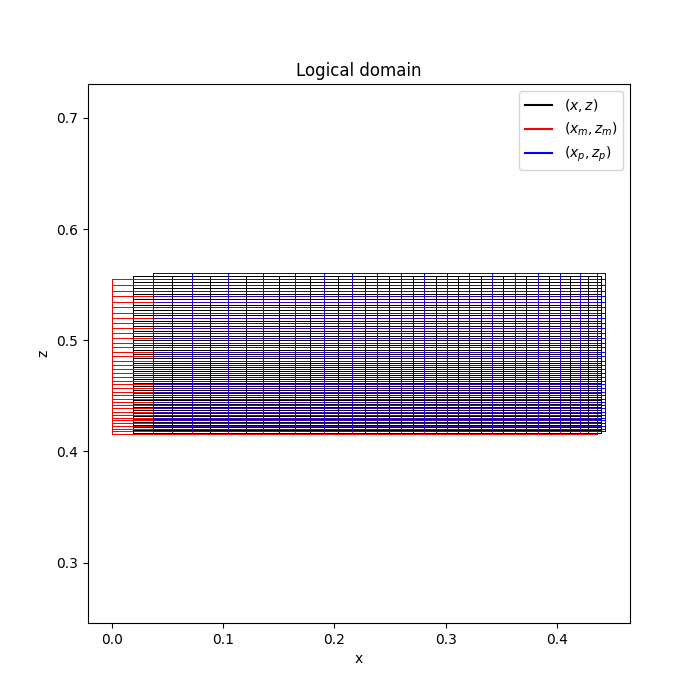 Logical domain
(x, z)
(x_m, z_m)
(x_p, z_p)
0.7
0.6
0.5
0.4
0.3
z
0.0 0.1 0.2 0.3 0.4
x